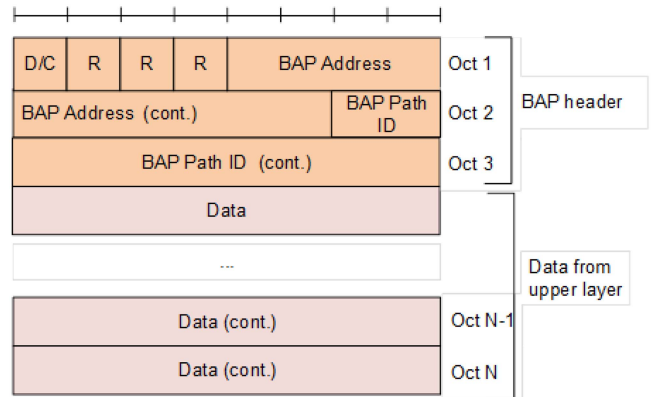 D/C R R R BAP Address Oct 1
BAP Address (cont.) BAP Path ID Oct 2
BAP header
BAP Path ID (cont.) Oct 3
Data
...
Data from
upper layer
Data (cont.) Oct N-1
Data (cont.) Oct N